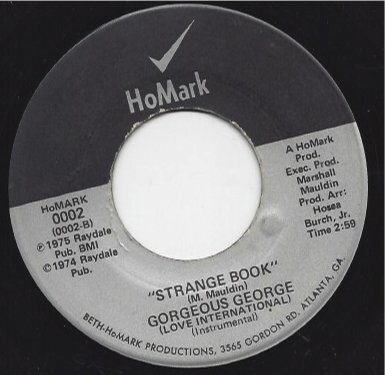 HoMark
HoMARK
0002
(0002-B)
℗1975 Raydale
Pub. BMI
©1974 Raydale
Pub.
A HoMark
Prod.
Exec. Prod.
Marshall
Mauldin
Prod. Arr:
Hosea
Burch, Jr.
Time 2:59
"STRANGE BOOK"
(M. Mauldin)
GORGEOUS GEORGE
(LOVE INTERNATIONAL)
(Instrumental)
BETH-HoMARK PRODUCTIONS, 3565 GORDON RD. ATLANTA, GA.